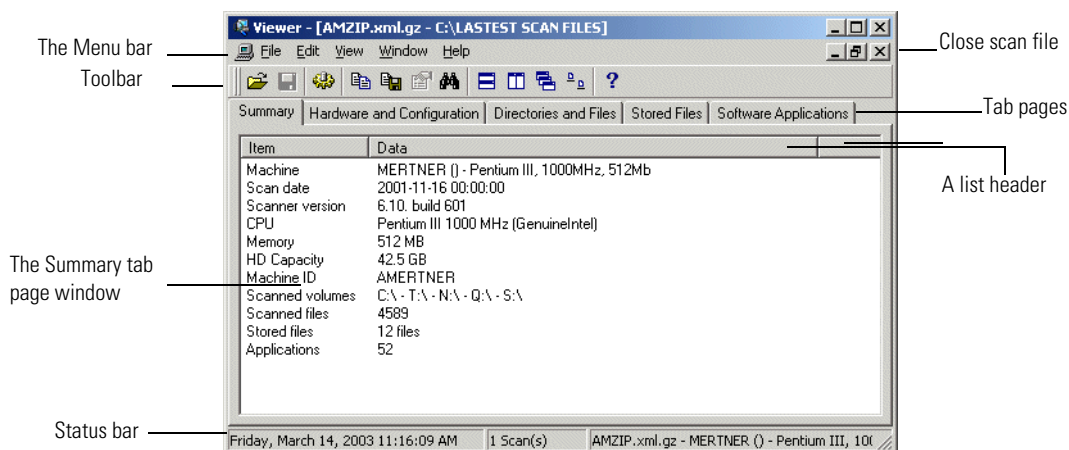 Viewer - [AMZIP.xml.gz - C:\LASTEST SCAN FILES]
The Menu bar
File Edit View Window Help
Close scan file
Toolbar
?
Summary Hardware and Configuration Directories and Files Stored Files Software Applications
Tab pages
Item Data
A list header
Machine MERTNER () - Pentium III, 1000MHz, 512Mb
Scan date 2001-11-16 00:00:00
Scanner version 6.10. build 601
CPU Pentium III 1000 MHz (GenuineIntel)
Memory 512 MB
HD Capacity 42.5 GB
Machine ID AMERTNER
Scanned volumes C:\ - T:\ - N:\ - Q:\ - S:\
Scanned files 4589
Stored files 12 files
Applications 52
The Summary tab
page window
Status bar
Friday, March 14, 2003 11:16:09 AM 1 Scan(s) AMZIP.xml.gz - MERTNER () - Pentium III, 10(